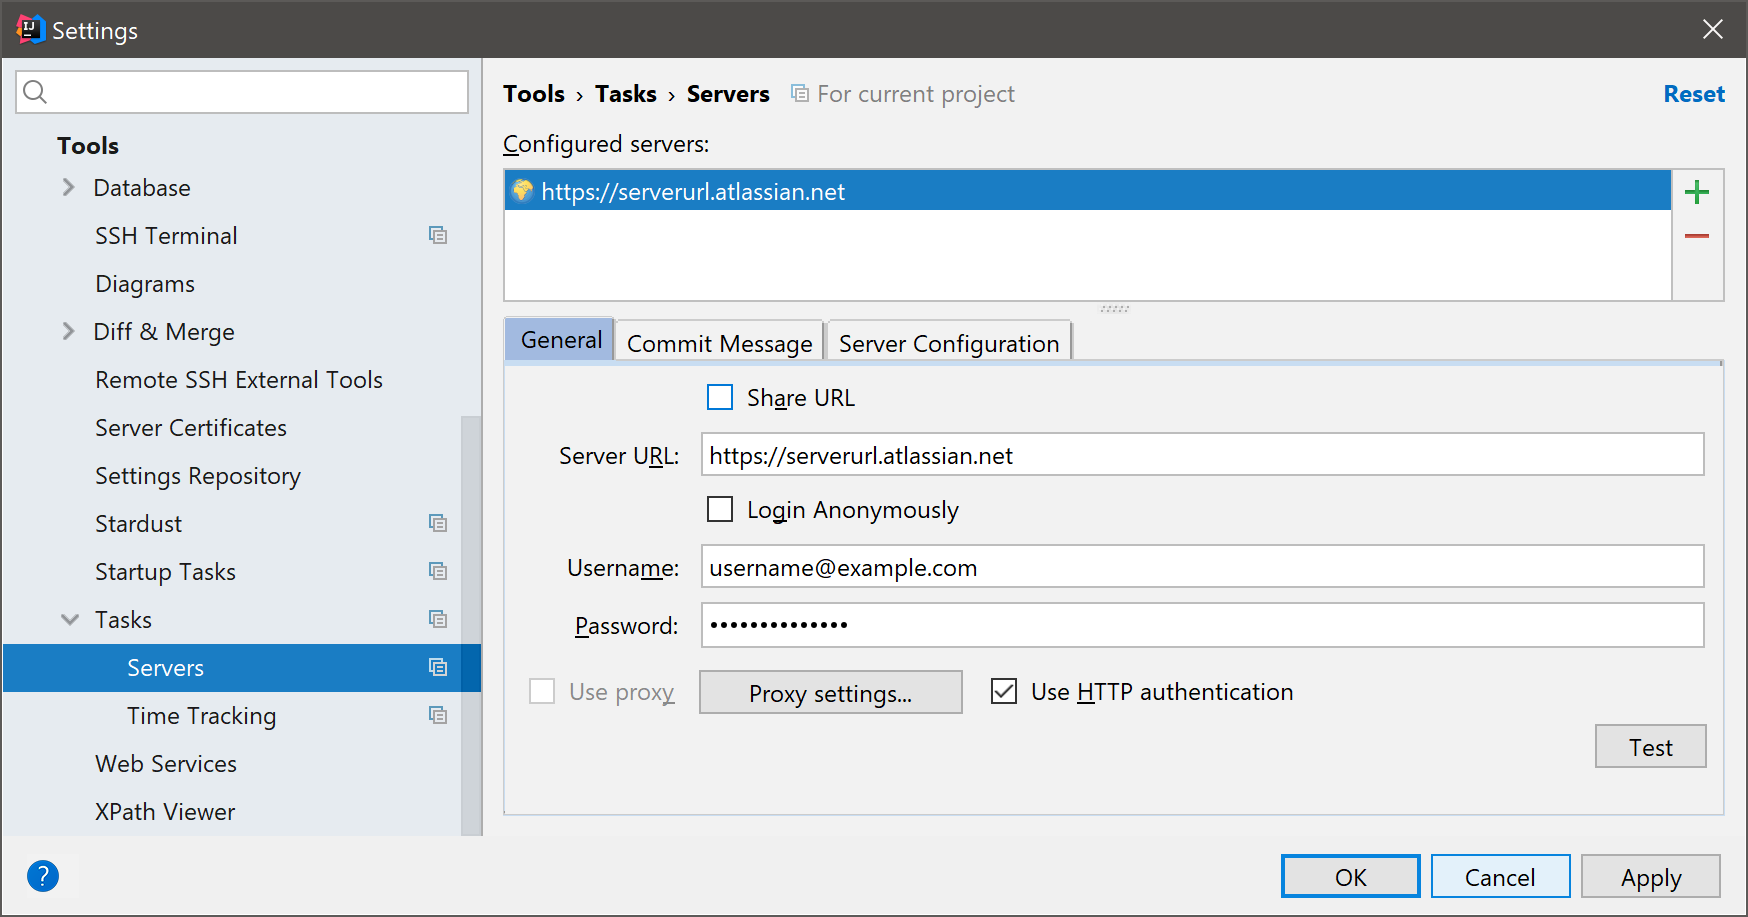 IJ
Settings
Tools
Database
SSH Terminal
Diagrams
Diff & Merge
Remote SSH External Tools
Server Certificates
Settings Repository
Stardust
Startup Tasks
Tasks
Servers
Time Tracking
Web Services
XPath Viewer
Tools › Tasks › Servers For current project Reset
Configured servers:
https://serverurl.atlassian.net
General Commit Message Server Configuration
Share URL
Server URL: https://serverurl.atlassian.net
Login Anonymously
Username: username@example.com
Password: ••••••••••••••
Use proxy Proxy settings... Use HTTP authentication
Test
? OK Cancel Apply